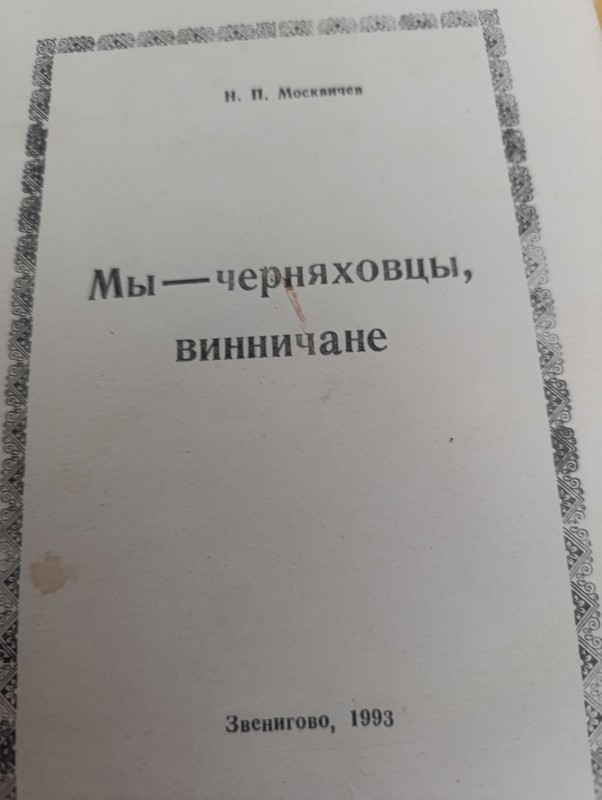 Н. П. Москвичев
Мы — черняховцы,
винничане
Звенигово, 1993